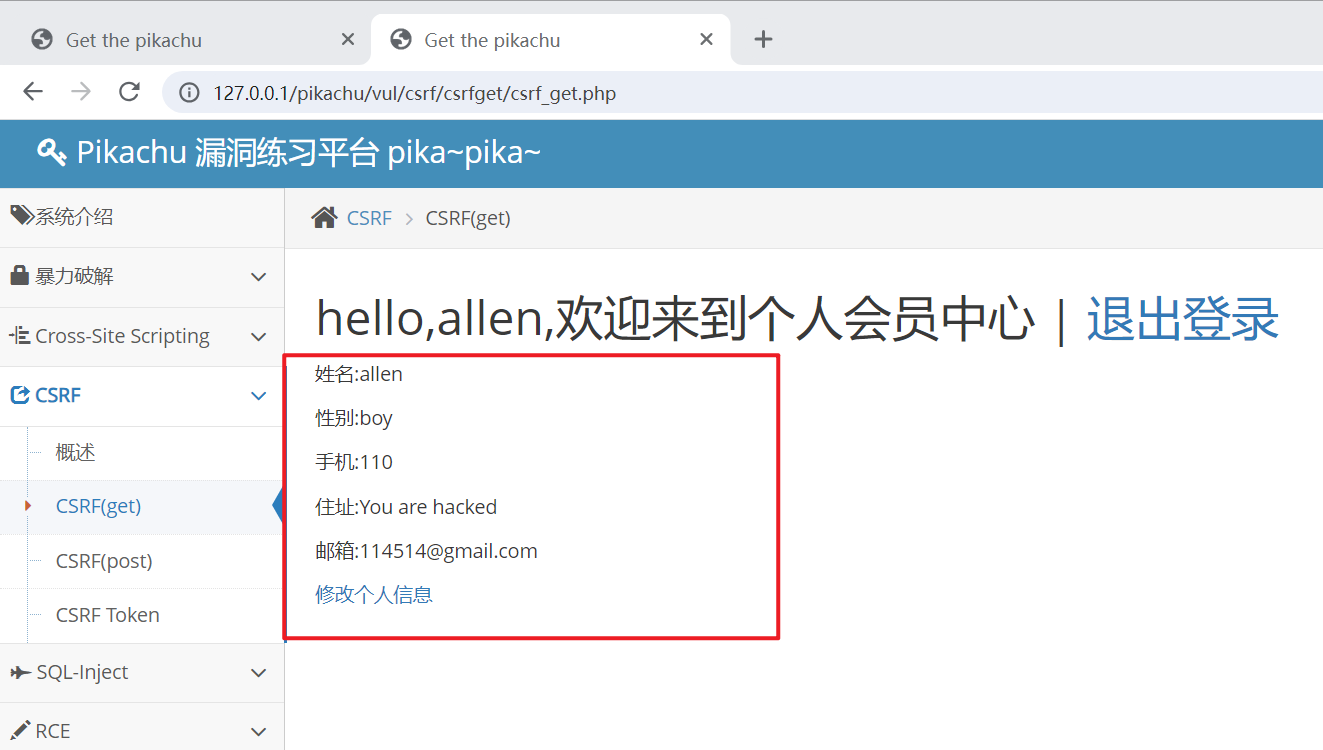 Get the pikachu
Get the pikachu
127.0.0.1/pikachu/vul/csrf/csrfget/csrf_get.php
Pikachu 漏洞练习平台 pika~pika~
系统介绍
暴力破解
Cross-Site Scripting
CSRF
概述
CSRF(get)
CSRF(post)
CSRF Token
SQL-Inject
RCE
CSRF > CSRF(get)
hello,allen,欢迎来到个人会员中心 | 退出登录
姓名:allen
性别:boy
手机:110
住址:You are hacked
邮箱:114514@gmail.com
修改个人信息